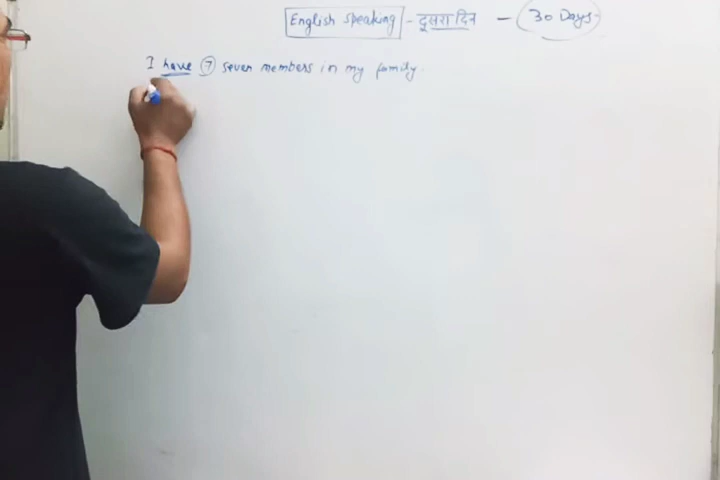 English Speaking - दूसरा दिन - 30 Days
I have 7 seven members in my family.